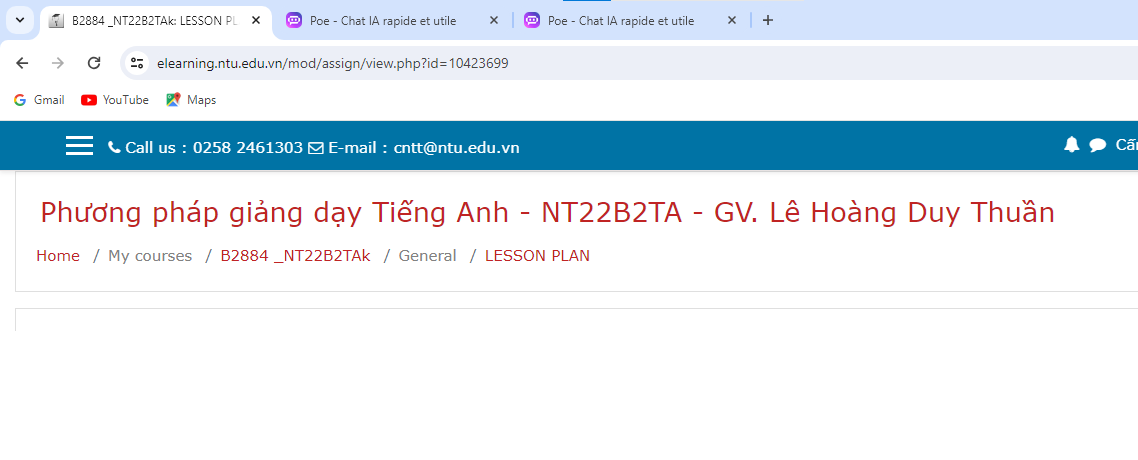 B2884 _NT22B2TAk: LESSON PL
Poe - Chat IA rapide et utile
Poe - Chat IA rapide et utile
elearning.ntu.edu.vn/mod/assign/view.php?id=10423699
Gmail YouTube Maps
Call us : 0258 2461303 E-mail : cntt@ntu.edu.vn
Phương pháp giảng dạy Tiếng Anh - NT22B2TA - GV. Lê Hoàng Duy Thuần
Home / My courses / B2884 _NT22B2TAk / General / LESSON PLAN